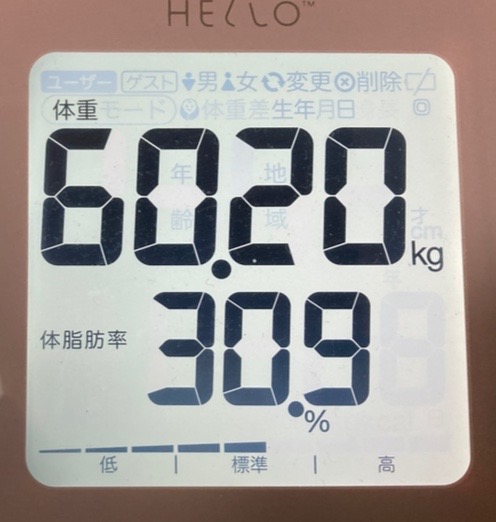 HELLO™
ユーザー ゲスト 男 女 変更 削除
体重 モード 体重差 生年月日
年齢 地域
60.20 kg
才
cm
体脂肪率 30.9 %
低 | 標準 | 高